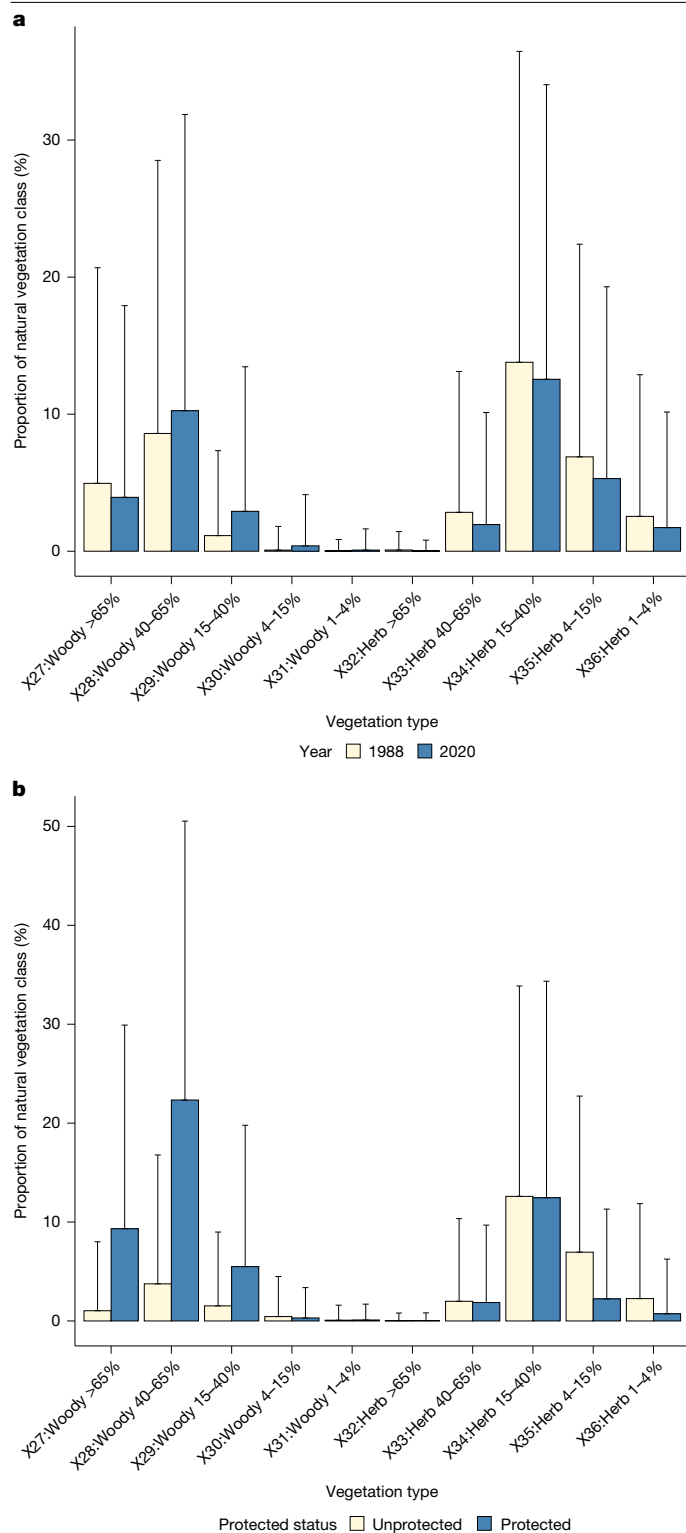 a
Proportion of natural vegetation class (%)
30
20
10
0
X27:Woody >65%
X28:Woody 40–65%
X29:Woody 15–40%
X30:Woody 4–15%
X31:Woody 1–4%
X32:Herb >65%
X33:Herb 40–65%
X34:Herb 15–40%
X35:Herb 4–15%
X36:Herb 1–4%
Vegetation type
Year 1988 2020
b
Proportion of natural vegetation class (%)
50
40
30
20
10
0
X27:Woody >65%
X28:Woody 40–65%
X29:Woody 15–40%
X30:Woody 4–15%
X31:Woody 1–4%
X32:Herb >65%
X33:Herb 40–65%
X34:Herb 15–40%
X35:Herb 4–15%
X36:Herb 1–4%
Vegetation type
Protected status Unprotected Protected